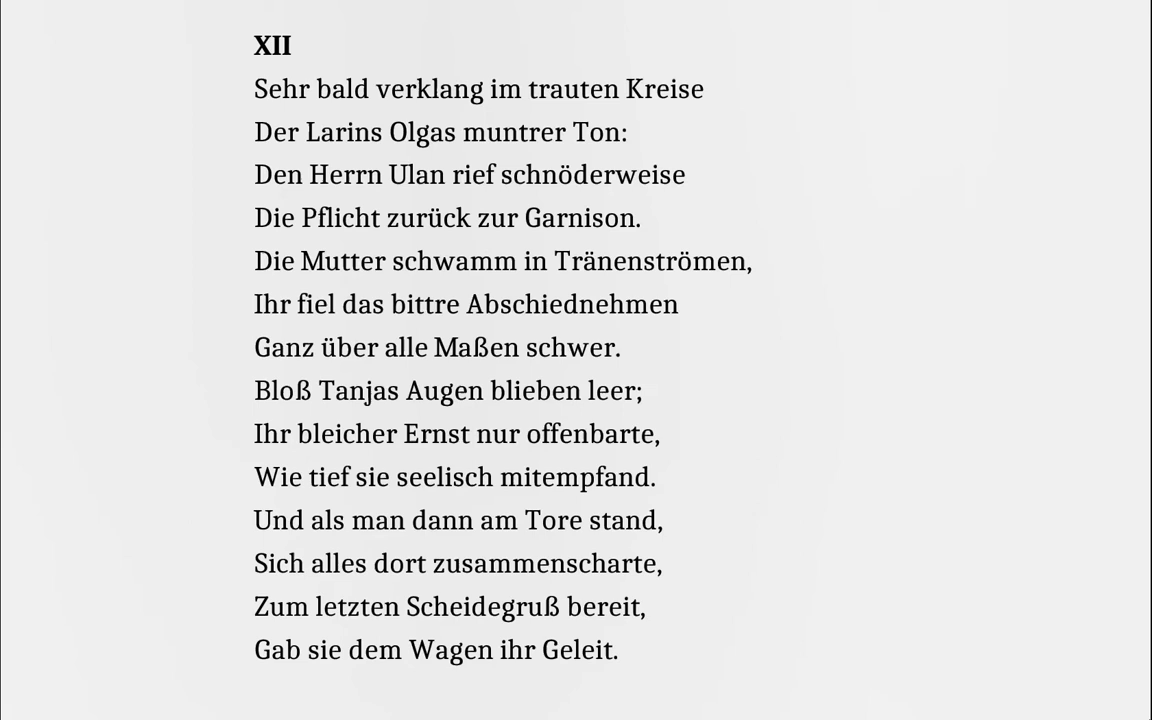 XII
Sehr bald verklang im trauten Kreise
Der Larins Olgas muntrer Ton:
Den Herrn Ulan rief schnöderweise
Die Pflicht zurück zur Garnison.
Die Mutter schwamm in Tränenströmen,
Ihr fiel das bittre Abschiednehmen
Ganz über alle Maßen schwer.
Bloß Tanjas Augen blieben leer;
Ihr bleicher Ernst nur offenbarte,
Wie tief sie seelisch mitempfand.
Und als man dann am Tore stand,
Sich alles dort zusammenscharte,
Zum letzten Scheidegruß bereit,
Gab sie dem Wagen ihr Geleit.